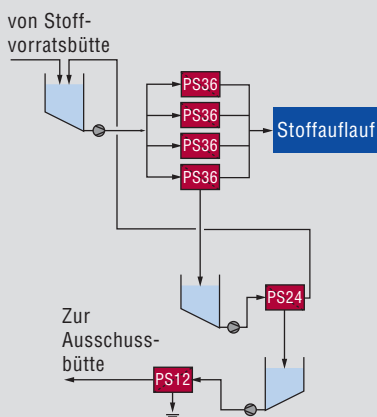 von Stoff-
vorratsbütte
PS36
PS36
PS36
PS36
Stoffauflauf
PS24
Zur
Ausschuss-
bütte
PS12